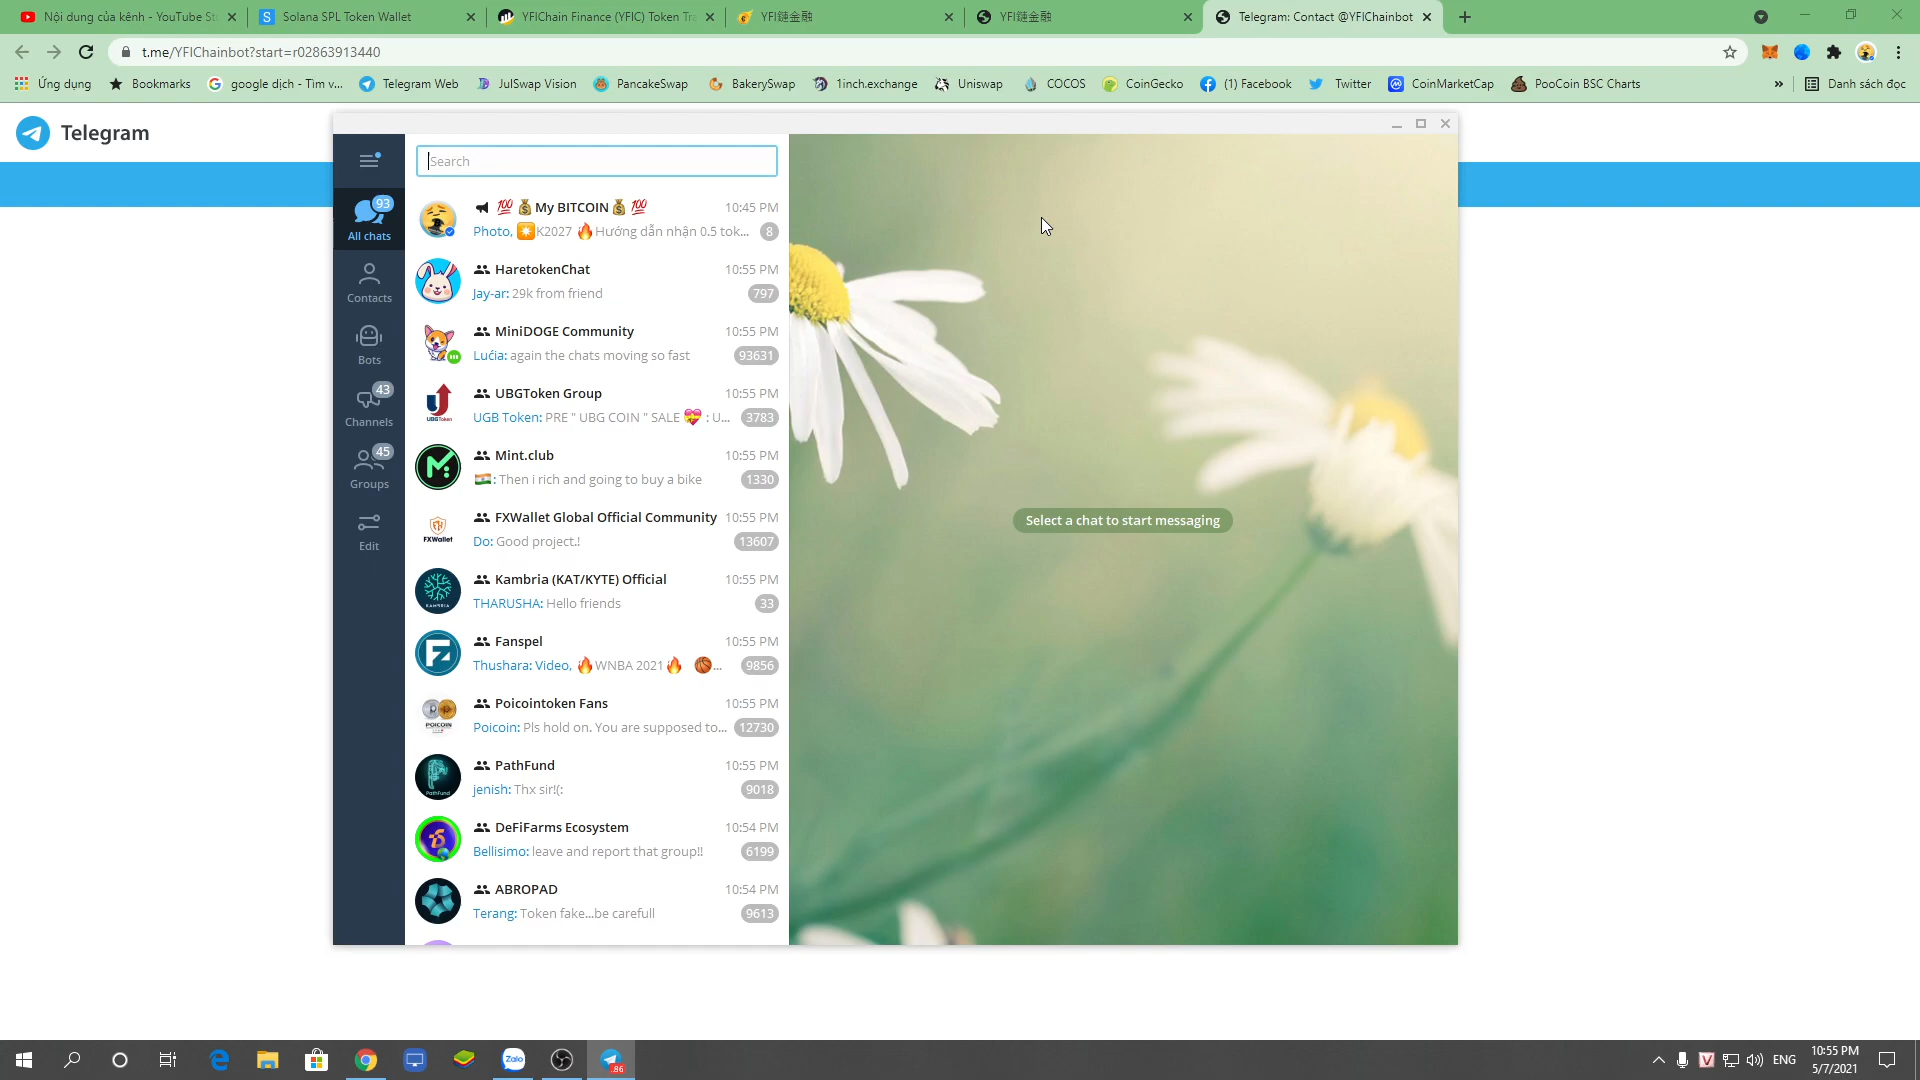 Nội dung của kênh - YouTube St
Solana SPL Token Wallet
YFIChain Finance (YFIC) Token Tra
YFI鏈金融
YFI鏈金融
Telegram: Contact @YFIChainbot
t.me/YFIChainbot?start=r02863913440
Ứng dụng
Bookmarks
google dịch - Tìm v...
Telegram Web
JulSwap Vision
PancakeSwap
BakerySwap
1inch.exchange
Uniswap
COCOS
CoinGecko
(1) Facebook
Twitter
CoinMarketCap
PooCoin BSC Charts
»
Danh sách đọc
Telegram
Search
93
All chats
Contacts
Bots
43
Channels
45
Groups
Edit
💯💰My BITCOIN💰💯 10:45 PM
Photo, ✴️K2027 🔥Hướng dẫn nhận 0.5 tok... 8
HaretokenChat 10:55 PM
Jay-ar: 29k from friend 797
MiniDOGE Community 10:55 PM
Lućia: again the chats moving so fast 93631
UBGToken Group 10:55 PM
UGB Token: PRE " UBG COIN " SALE 💝 : U... 3783
UBGToken
Mint.club 10:55 PM
🇮🇳: Then i rich and going to buy a bike 1330
FXWallet Global Official Community 10:55 PM
Do: Good project.! 13607
FXWallet
Kambria (KAT/KYTE) Official 10:55 PM
THARUSHA: Hello friends 33
KAMBRIA
Fanspel 10:55 PM
Thushara: Video, 🔥WNBA 2021🔥 🏀... 9856
Poicointoken Fans 10:55 PM
Poicoin: Pls hold on. You are supposed to... 12730
POICOIN
PathFund 10:55 PM
jenish: Thx sir!(: 9018
PathFund
DeFiFarms Ecosystem 10:54 PM
Bellisimo: leave and report that group!! 6199
ABROPAD 10:54 PM
Terang: Token fake...be carefull 9613
Select a chat to start messaging
Zalo
..86
V
ENG
10:55 PM
5/7/2021